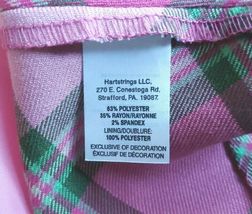 Hartstrings LLC,
270 E. Conestoga Rd.
Strafford, PA. 19087.
63% POLYESTER
35% RAYON/RAYONNE
2% SPANDEX
LINING/DOUBLURE:
100% POLYESTER
EXCLUSIVE OF DECORATION
EXCLUSIF DE DÉCORATION